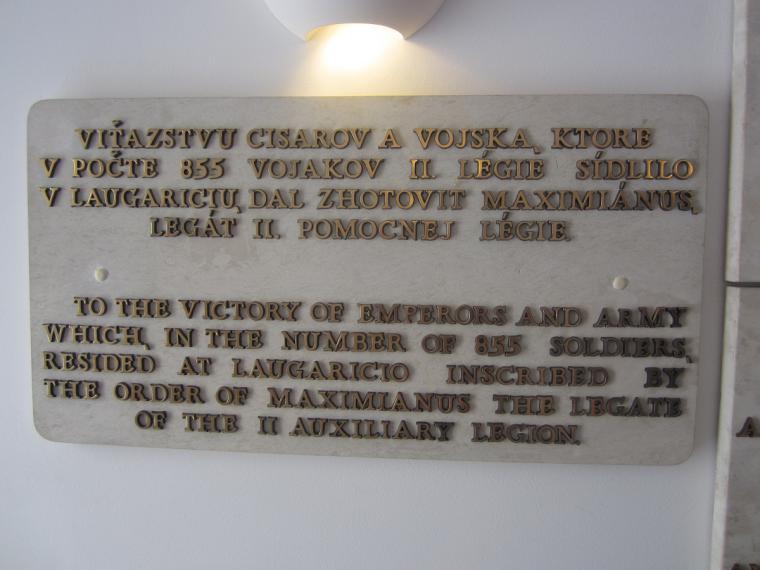 VIŤAZSTVU CISAROV A VOJSKA, KTORE
V POČTE 855 VOJAKOV II. LÉGIE SÍDLILO
V LAUGARICIU, DAL ZHOTOVIT MAXIMIÁNUS,
LEGÁT II. POMOCNEJ LÉGIE.
TO THE VICTORY OF EMPERORS AND ARMY
WHICH, IN THE NUMBER OF 855 SOLDIERS,
RESIDED AT LAUGARICIO INSCRIBED BY
THE ORDER OF MAXIMIANUS THE LEGATE
OF THE II AUXILIARY LEGION.